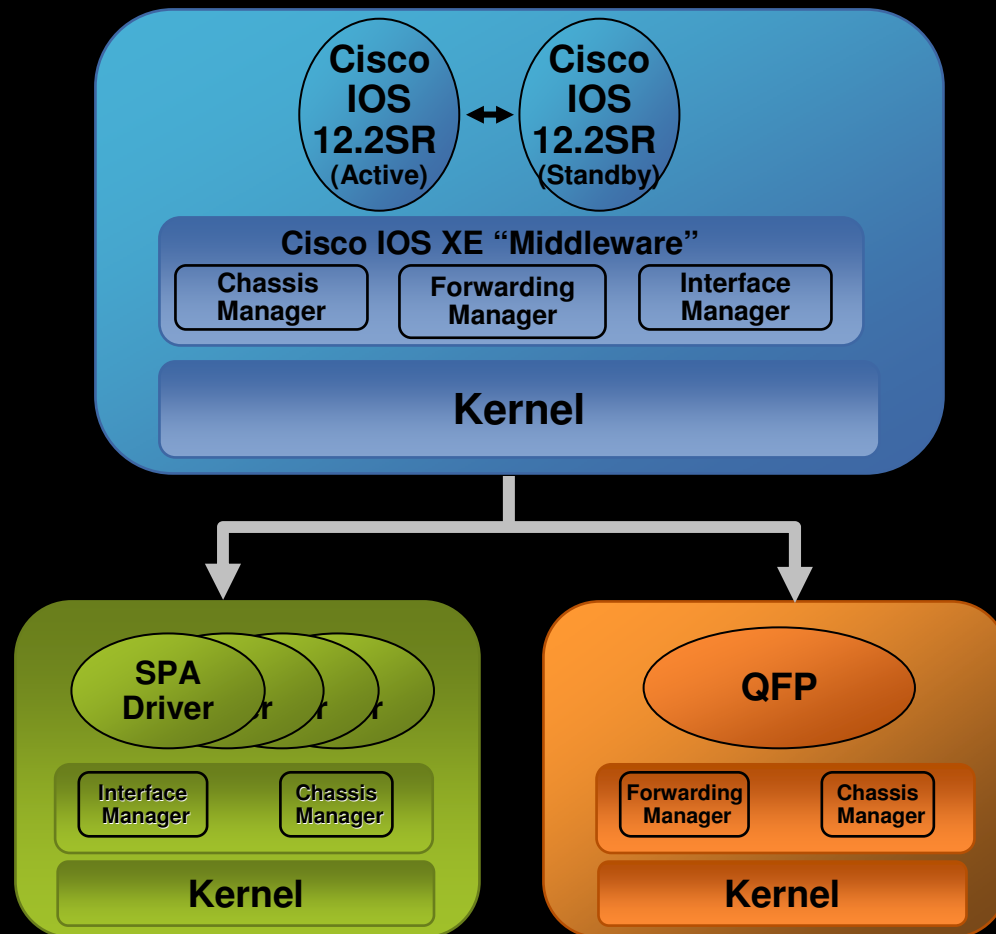 Cisco
IOS
12.2SR
(Active)
Cisco
IOS
12.2SR
(Standby)
Cisco IOS XE “Middleware”
Chassis
Manager
Forwarding
Manager
Interface
Manager
Kernel
SPA
Driver
QFP
Interface
Manager
Chassis
Manager
Kernel
Forwarding
Manager
Chassis
Manager
Kernel